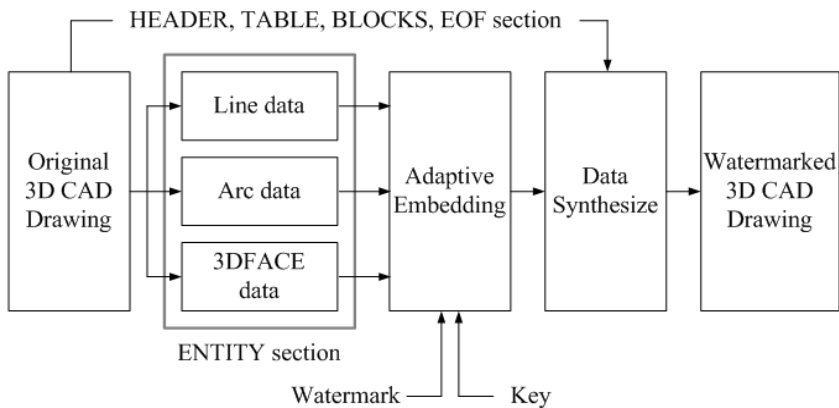 HEADER, TABLE, BLOCKS, EOF section
Original
3D CAD
Drawing
Line data
Arc data
3DFACE
data
ENTITY section
Adaptive
Embedding
Watermark
Key
Data
Synthesize
Watermarked
3D CAD
Drawing